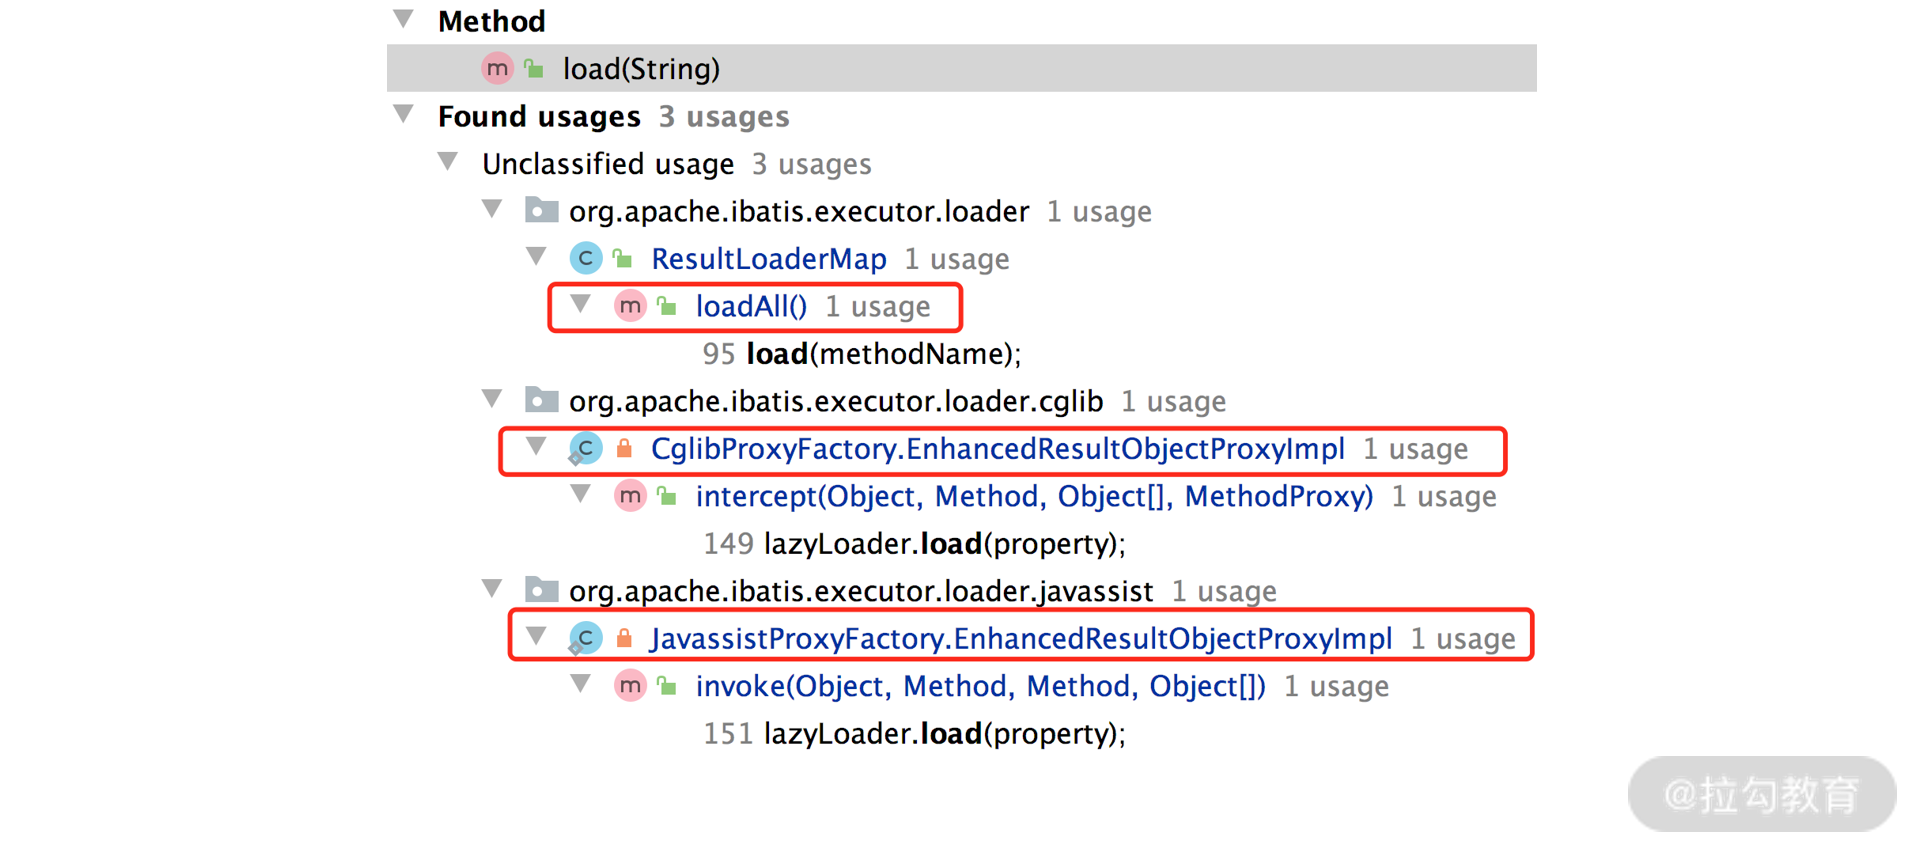 Method
m load(String)
Found usages 3 usages
Unclassified usage 3 usages
org.apache.ibatis.executor.loader 1 usage
C ResultLoaderMap 1 usage
m loadAll() 1 usage
95 load(methodName);
org.apache.ibatis.executor.loader.cglib 1 usage
C CglibProxyFactory.EnhancedResultObjectProxyImpl 1 usage
m intercept(Object, Method, Object[], MethodProxy) 1 usage
149 lazyLoader.load(property);
org.apache.ibatis.executor.loader.javassist 1 usage
C JavassistProxyFactory.EnhancedResultObjectProxyImpl 1 usage
m invoke(Object, Method, Method, Object[]) 1 usage
151 lazyLoader.load(property);
@拉勾教育